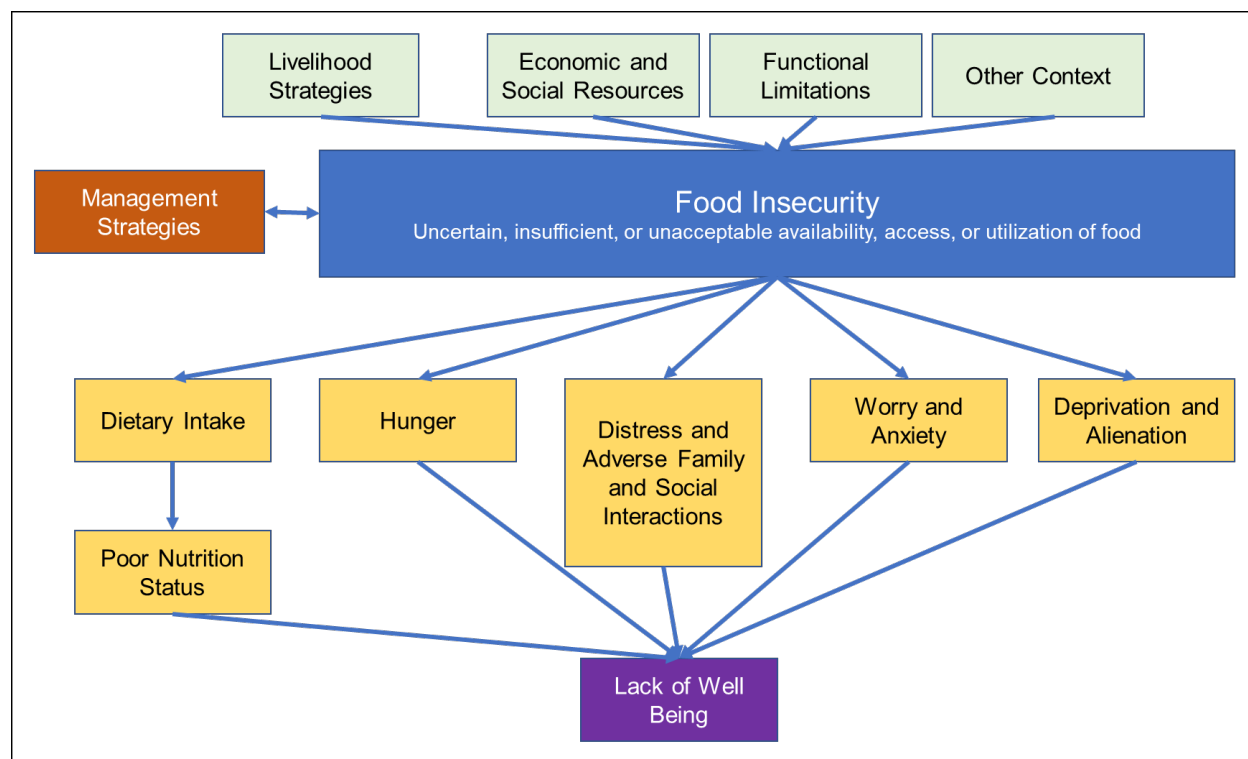 Livelihood
Strategies
Economic and
Social Resources
Functional
Limitations
Other Context
Management
Strategies
Food Insecurity
Uncertain, insufficient, or unacceptable availability, access, or utilization of food
Dietary Intake
Hunger
Distress and
Adverse Family
and Social
Interactions
Worry and
Anxiety
Deprivation and
Alienation
Poor Nutrition
Status
Lack of Well
Being